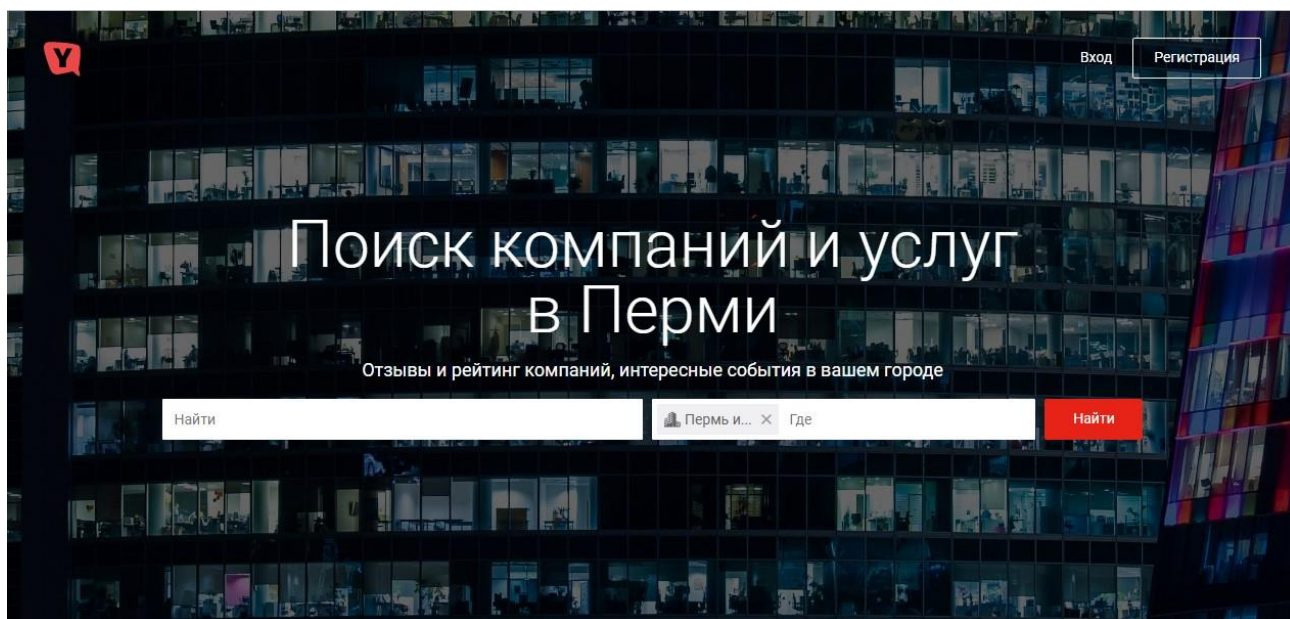 Y
Вход
Регистрация
Поиск компаний и услуг
в Перми
Отзывы и рейтинг компаний, интересные события в вашем городе
Найти
Пермь и... × Где
Найти